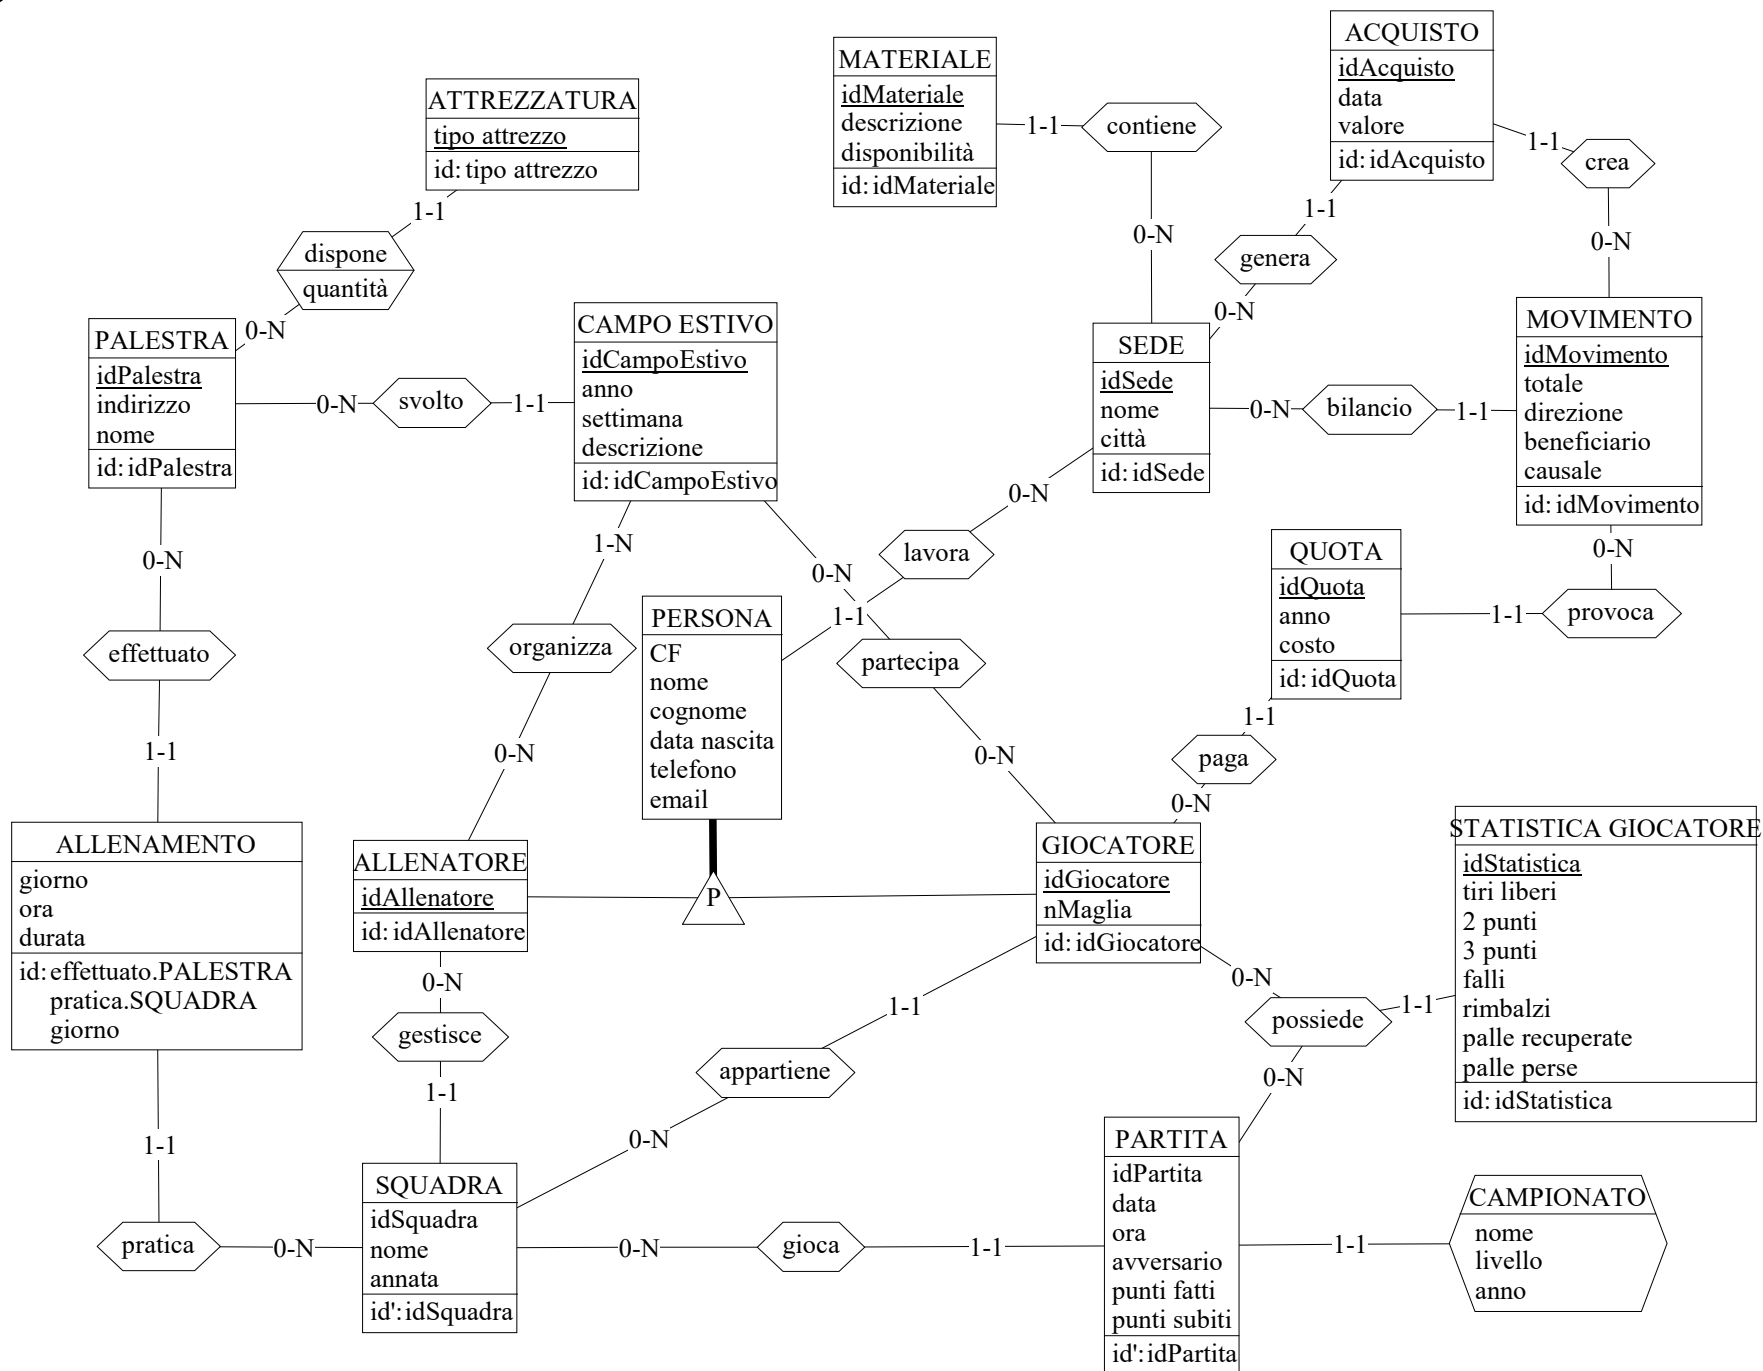 ACQUISTO
idAcquisto
data
valore
id: idAcquisto
MATERIALE
idMateriale
descrizione
disponibilità
id: idMateriale
1-1
contiene
0-N
1-1
crea
0-N
1-1
genera
0-N
ATTREZZATURA
tipo attrezzo
id: tipo attrezzo
1-1
dispone
quantità
0-N
PALESTRA
idPalestra
indirizzo
nome
id: idPalestra
0-N
svolto
1-1
CAMPO ESTIVO
idCampoEstivo
anno
settimana
descrizione
id: idCampoEstivo
SEDE
idSede
nome
città
id: idSede
0-N
bilancio
1-1
MOVIMENTO
idMovimento
totale
direzione
beneficiario
causale
id: idMovimento
0-N
provoca
1-1
QUOTA
idQuota
anno
costo
id: idQuota
1-1
paga
0-N
0-N
lavora
1-1
0-N
partecipa
0-N
1-N
organizza
0-N
PERSONA
CF
nome
cognome
data nascita
telefono
email
P
0-N
effettuato
1-1
ALLENAMENTO
giorno
ora
durata
id: effettuato.PALESTRA
pratica.SQUADRA
giorno
ALLENATORE
idAllenatore
id: idAllenatore
GIOCATORE
idGiocatore
nMaglia
id: idGiocatore
STATISTICA GIOCATORE
idStatistica
tiri liberi
2 punti
3 punti
falli
rimbalzi
palle recuperate
palle perse
id: idStatistica
0-N
possiede
1-1
0-N
0-N
gestisce
1-1
1-1
appartiene
0-N
1-1
pratica
0-N
SQUADRA
idSquadra
nome
annata
id': idSquadra
0-N
gioca
1-1
PARTITA
idPartita
data
ora
avversario
punti fatti
punti subiti
id': idPartita
1-1
CAMPIONATO
nome
livello
anno